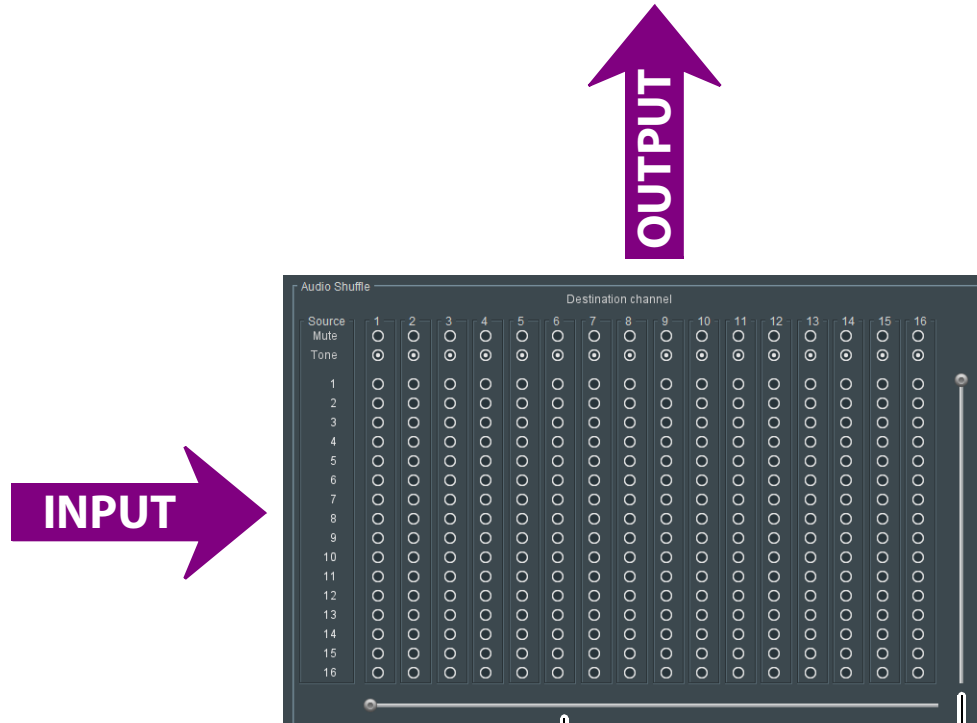 OUTPUT
Audio Shuffle
Destination channel
Source 1 2 3 4 5 6 7 8 9 10 11 12 13 14 15 16
Mute
Tone
1
2
3
4
5
6
7
8
9
10
11
12
13
14
15
16
INPUT